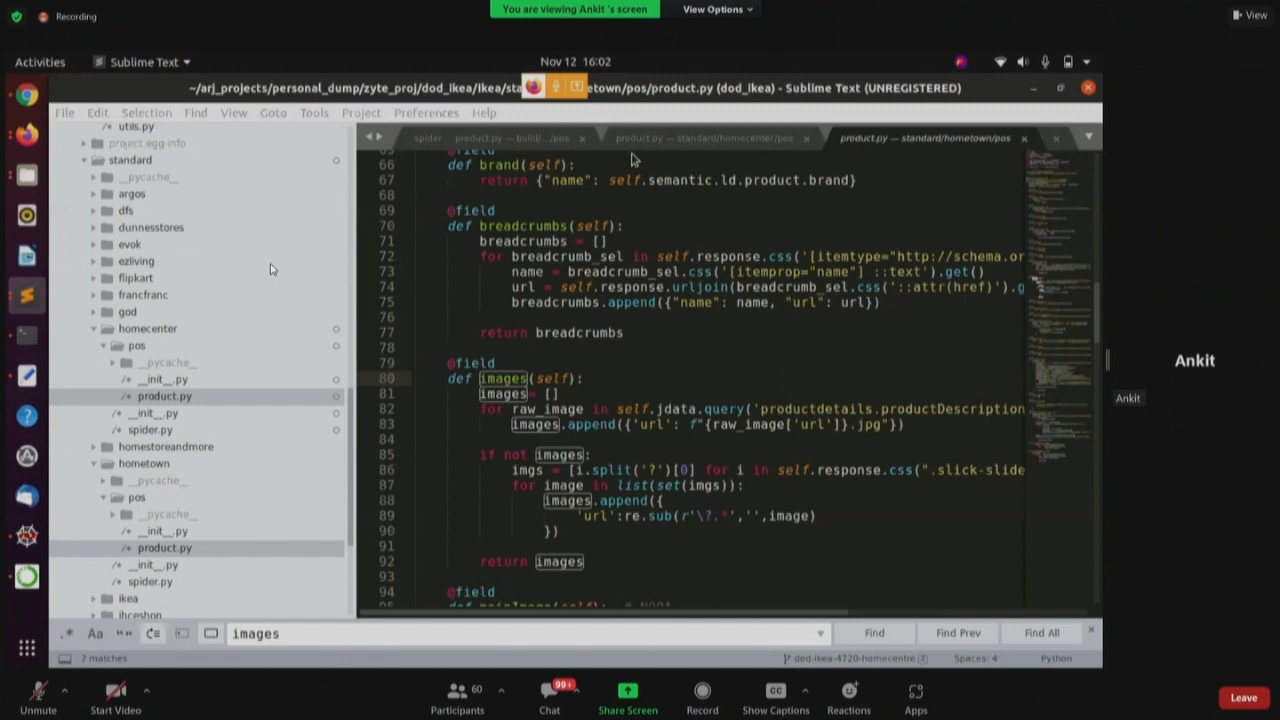 Recording
You are viewing Ankit 's screen
View Options
View
Activities
Sublime Text
Nov 12 16:02
~/arj_projects/personal_dump/zyte_proj/dod_ikea/ikea/sta
etown/pos/product.py (dod_ikea) - Sublime Text (UNREGISTERED)
File Edit Selection Find View Goto Tools Project Preferences Help
utils.py
project.egg-info
standard
__pycache__
argos
dfs
dunnesstores
evok
ezliving
flipkart
francfranc
god
homecenter
pos
__pycache__
__init__.py
product.py
__init__.py
spider.py
homestoreandmore
hometown
__pycache__
pos
__pycache__
__init__.py
product.py
__init__.py
spider.py
ikea
ihceshop
spider
product.py — build/.../pos
product.py — standard/homecenter/pos
product.py — standard/hometown/pos
65 @field
66 def brand(self):
67 return {"name": self.semantic.ld.product.brand}
68
69 @field
70 def breadcrumbs(self):
71 breadcrumbs = []
72 for breadcrumb_sel in self.response.css('[itemtype="http://schema.or
73 name = breadcrumb_sel.css('[itemprop="name"] ::text').get()
74 url = self.response.urljoin(breadcrumb_sel.css('::attr(href)').g
75 breadcrumbs.append({"name": name, "url": url})
76
77 return breadcrumbs
78
79 @field
80 def images(self):
81 images = []
82 for raw_image in self.jdata.query('productdetails.productDescription
83 images.append({'url': f"{raw_image['url']}.jpg"})
84
85 if not images:
86 imgs = [i.split('?')[0] for i in self.response.css(".slick-slide
87 for image in list(set(imgs)):
88 images.append({
89 'url':re.sub(r'\?.*','',image)
90 })
91
92 return images
93
94 @field
95 def mainImage(self): # NOQA
.* Aa “” images Find Find Prev Find All
7 matches
dod-ikea-4720-homecentre (4) Spaces: 4 Python
Ankit
Ankit
Unmute
Start Video
60
Participants
99+
Chat
Share Screen
Record
CC
Show Captions
Reactions
Apps
Leave